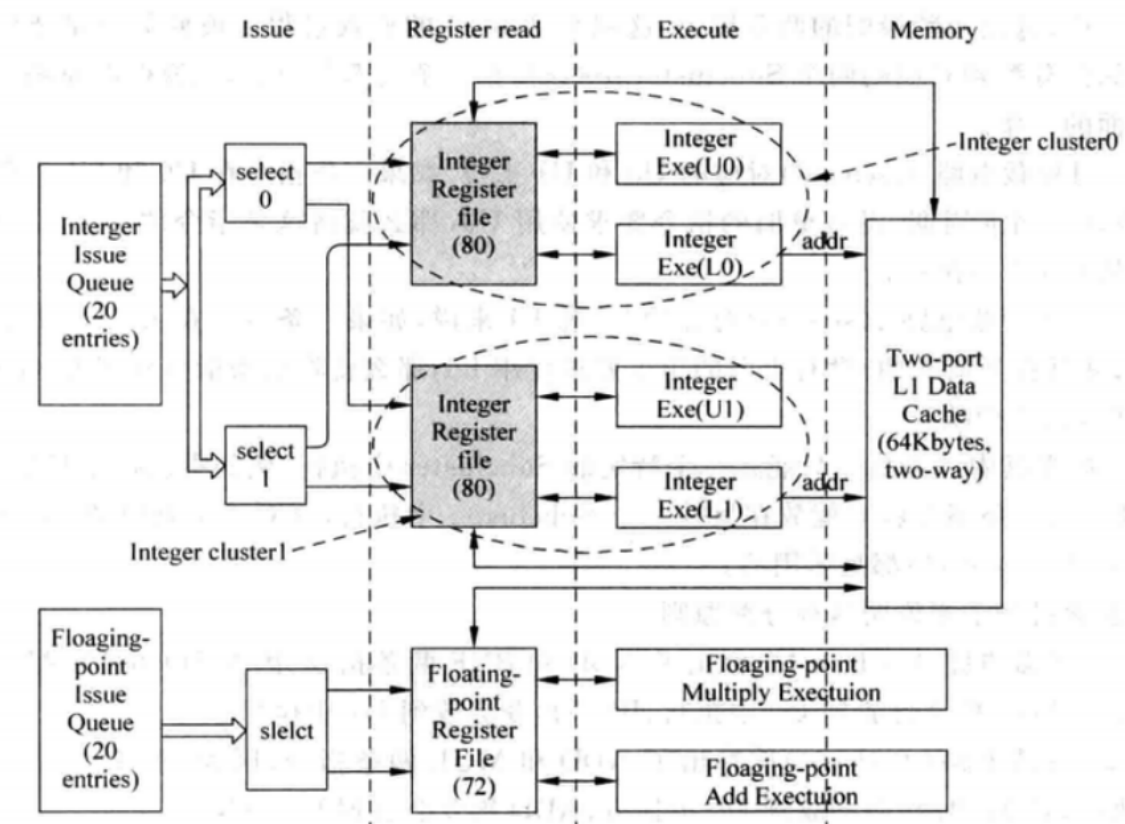 Issue
Register read
Execute
Memory
Interger
Issue
Queue
(20
entries)
select
0
select
1
Integer
Register
file
(80)
Integer
Exe(U0)
Integer
Exe(L0)
addr
Integer cluster0
Integer
Register
file
(80)
Integer
Exe(U1)
Integer
Exe(L1)
addr
Integer cluster1
Two-port
L1 Data
Cache
(64Kbytes,
two-way)
Floaging-
point
Issue
Queue
(20
entries)
slelct
Floating-
point
Register
File
(72)
Floaging-point
Multiply Exectuion
Floaging-point
Add Exectuion